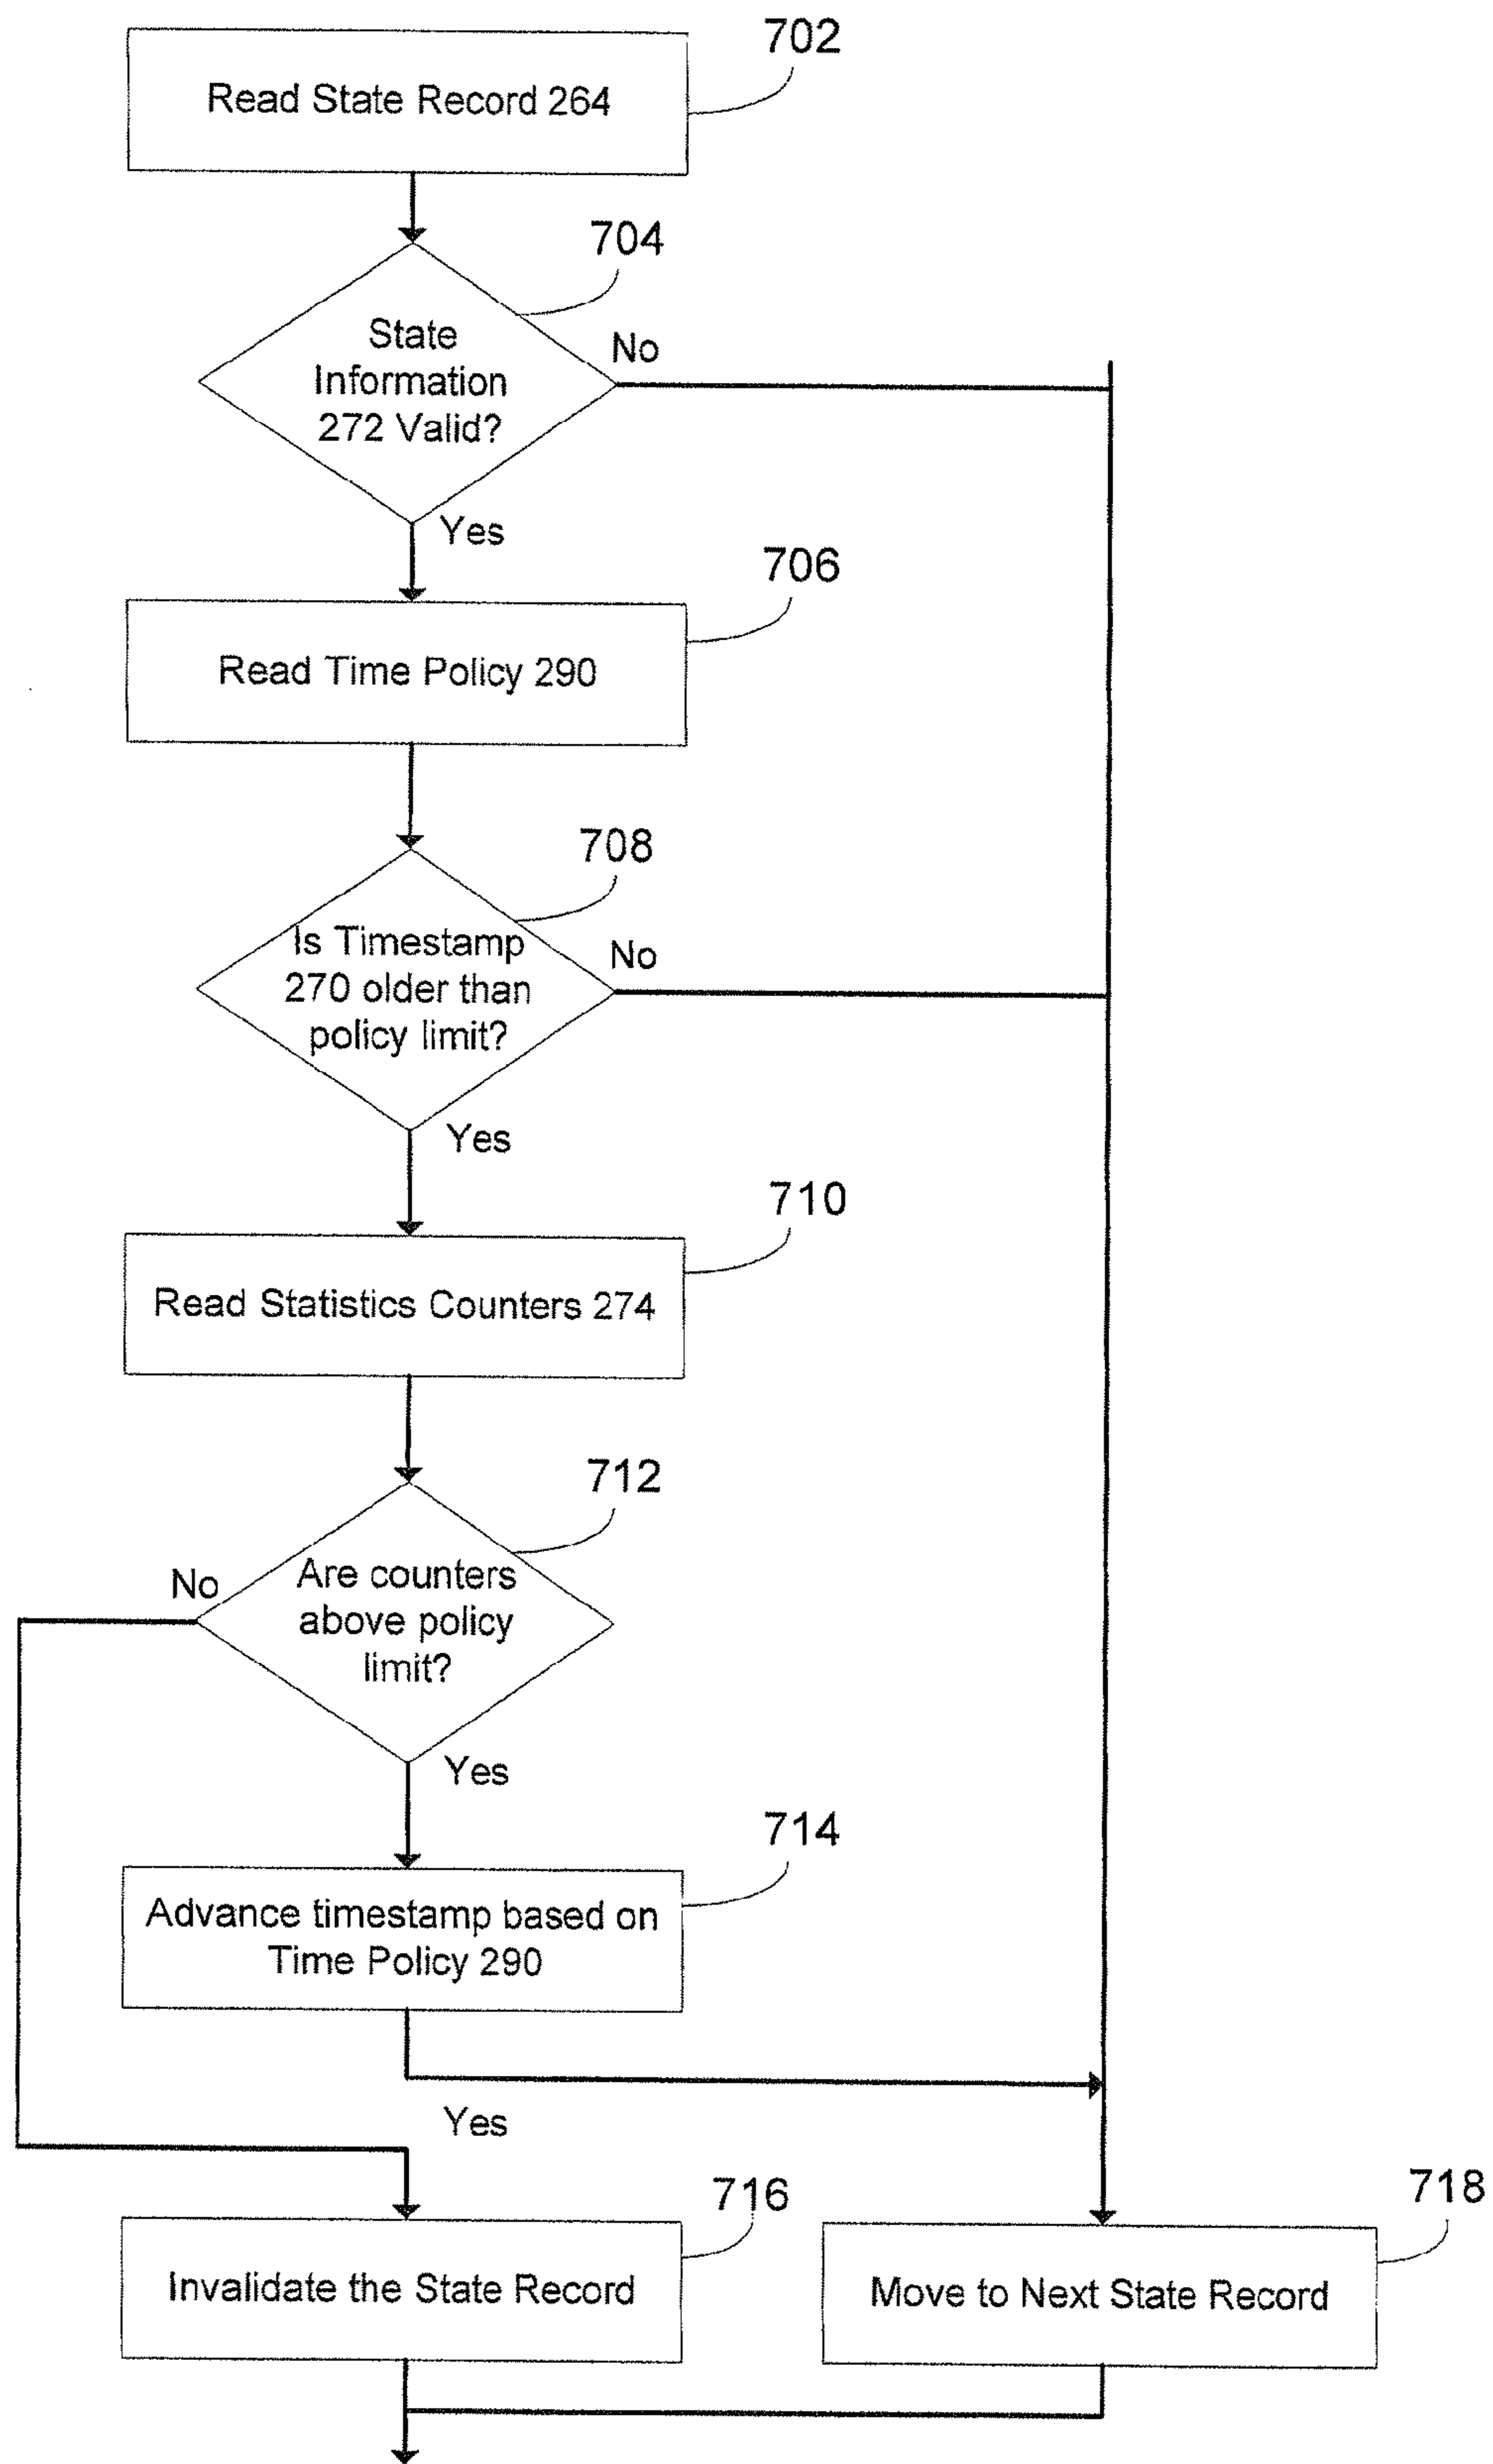 702
Read State Record 264
704
State
Information
272 Valid?
No
Yes
706
Read Time Policy 290
708
Is Timestamp
270 older than
policy limit?
No
Yes
710
Read Statistics Counters 274
712
No
Are counters
above policy
limit?
Yes
714
Advance timestamp based on
Time Policy 290
Yes
716
718
Invalidate the State Record
Move to Next State Record